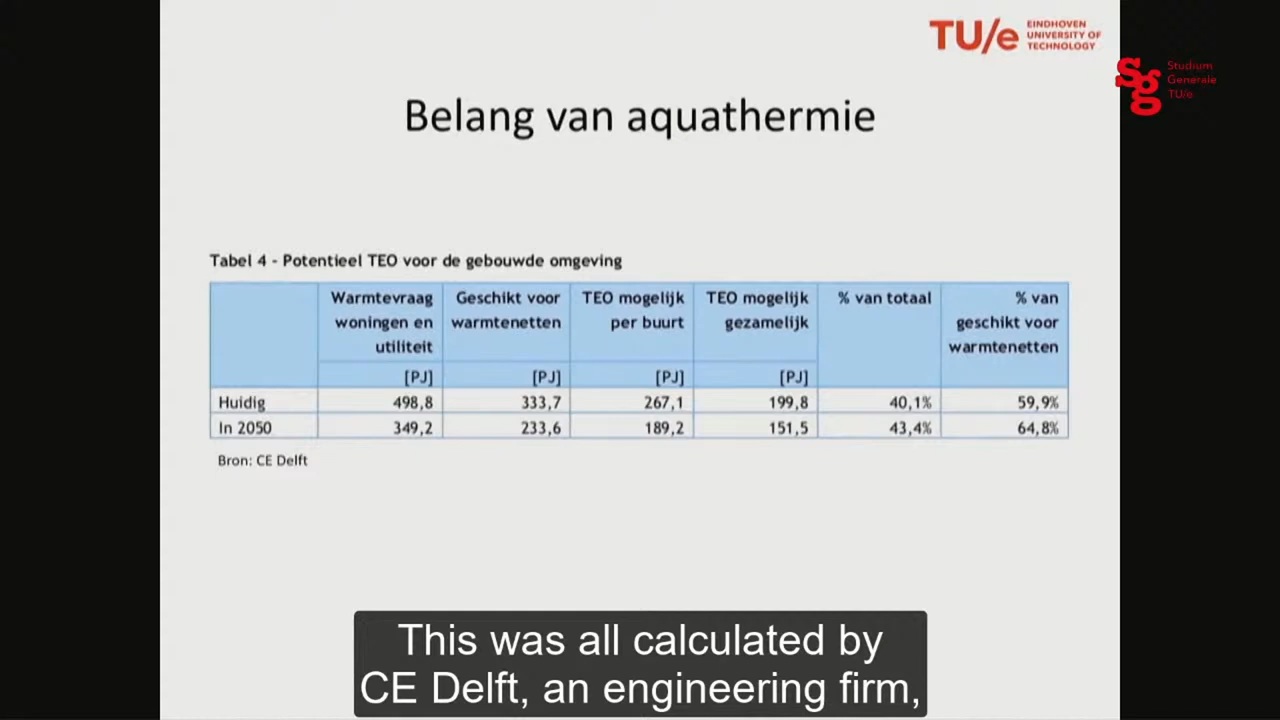 TU/e EINDHOVEN
UNIVERSITY OF
TECHNOLOGY
sg Studium
Generale
TU/e
Belang van aquathermie
Tabel 4 - Potentieel TEO voor de gebouwde omgeving
Warmtevraag Geschikt voor TEO mogelijk TEO mogelijk % van totaal % van
woningen en warmtenetten per buurt gezamelijk geschikt voor
utiliteit warmtenetten
[PJ] [PJ] [PJ] [PJ]
Huidig 498,8 333,7 267,1 199,8 40,1% 59,9%
In 2050 349,2 233,6 189,2 151,5 43,4% 64,8%
Bron: CE Delft
This was all calculated by
CE Delft, an engineering firm,